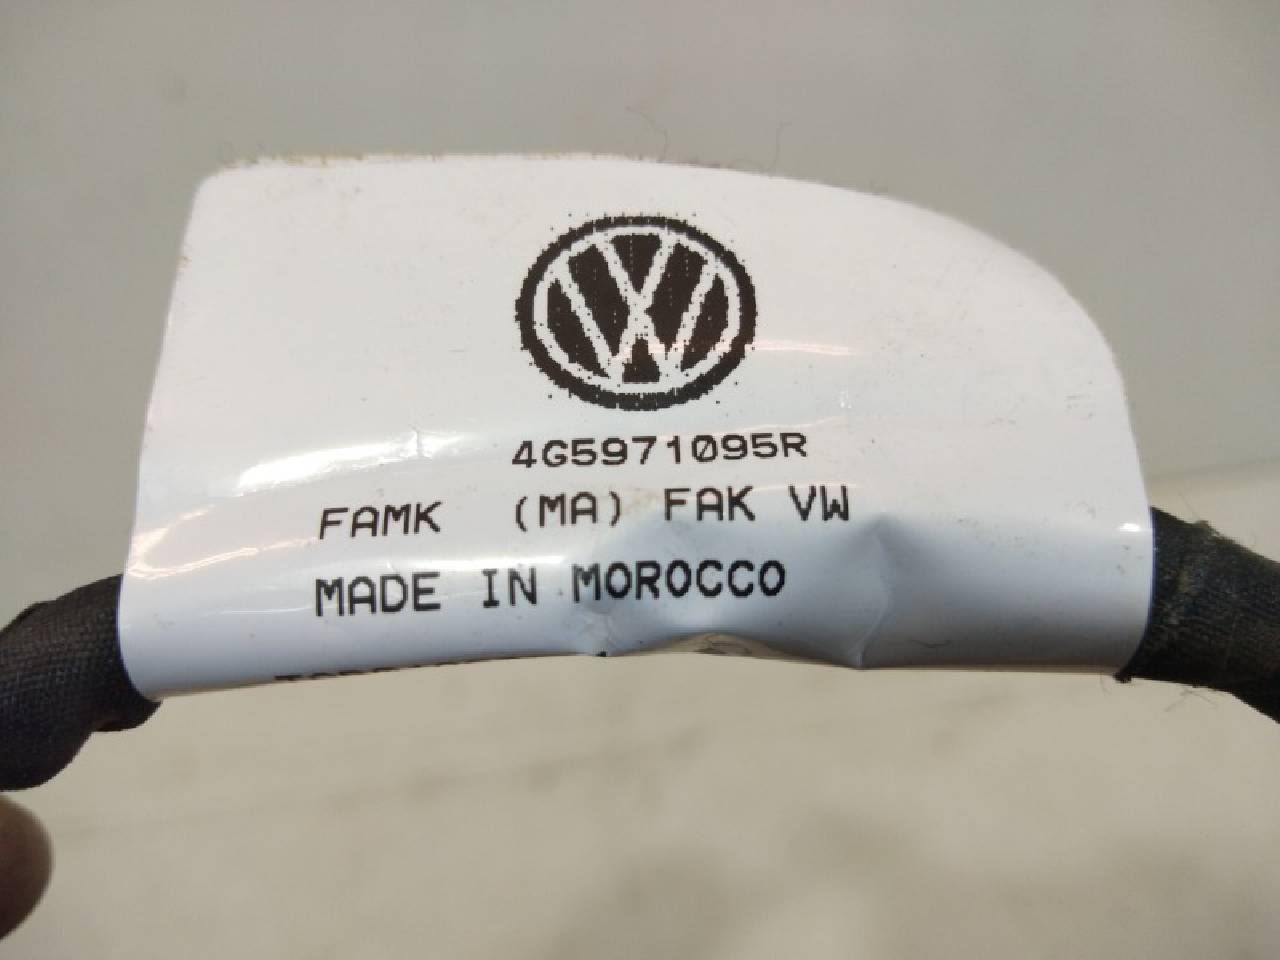 4G5971095R
FAMK (MA) FAK VW
MADE IN MOROCCO